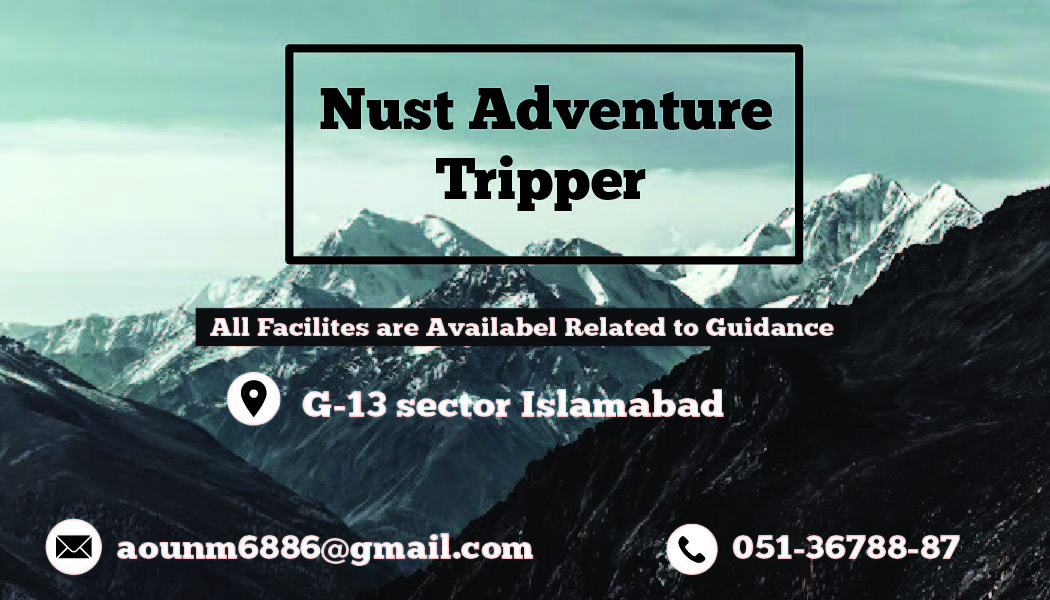 Nust Adventure
Tripper
All Facilites are Availabel Related to Guidance
G-13 sector Islamabad
aounm6886@gmail.com
051-36788-87